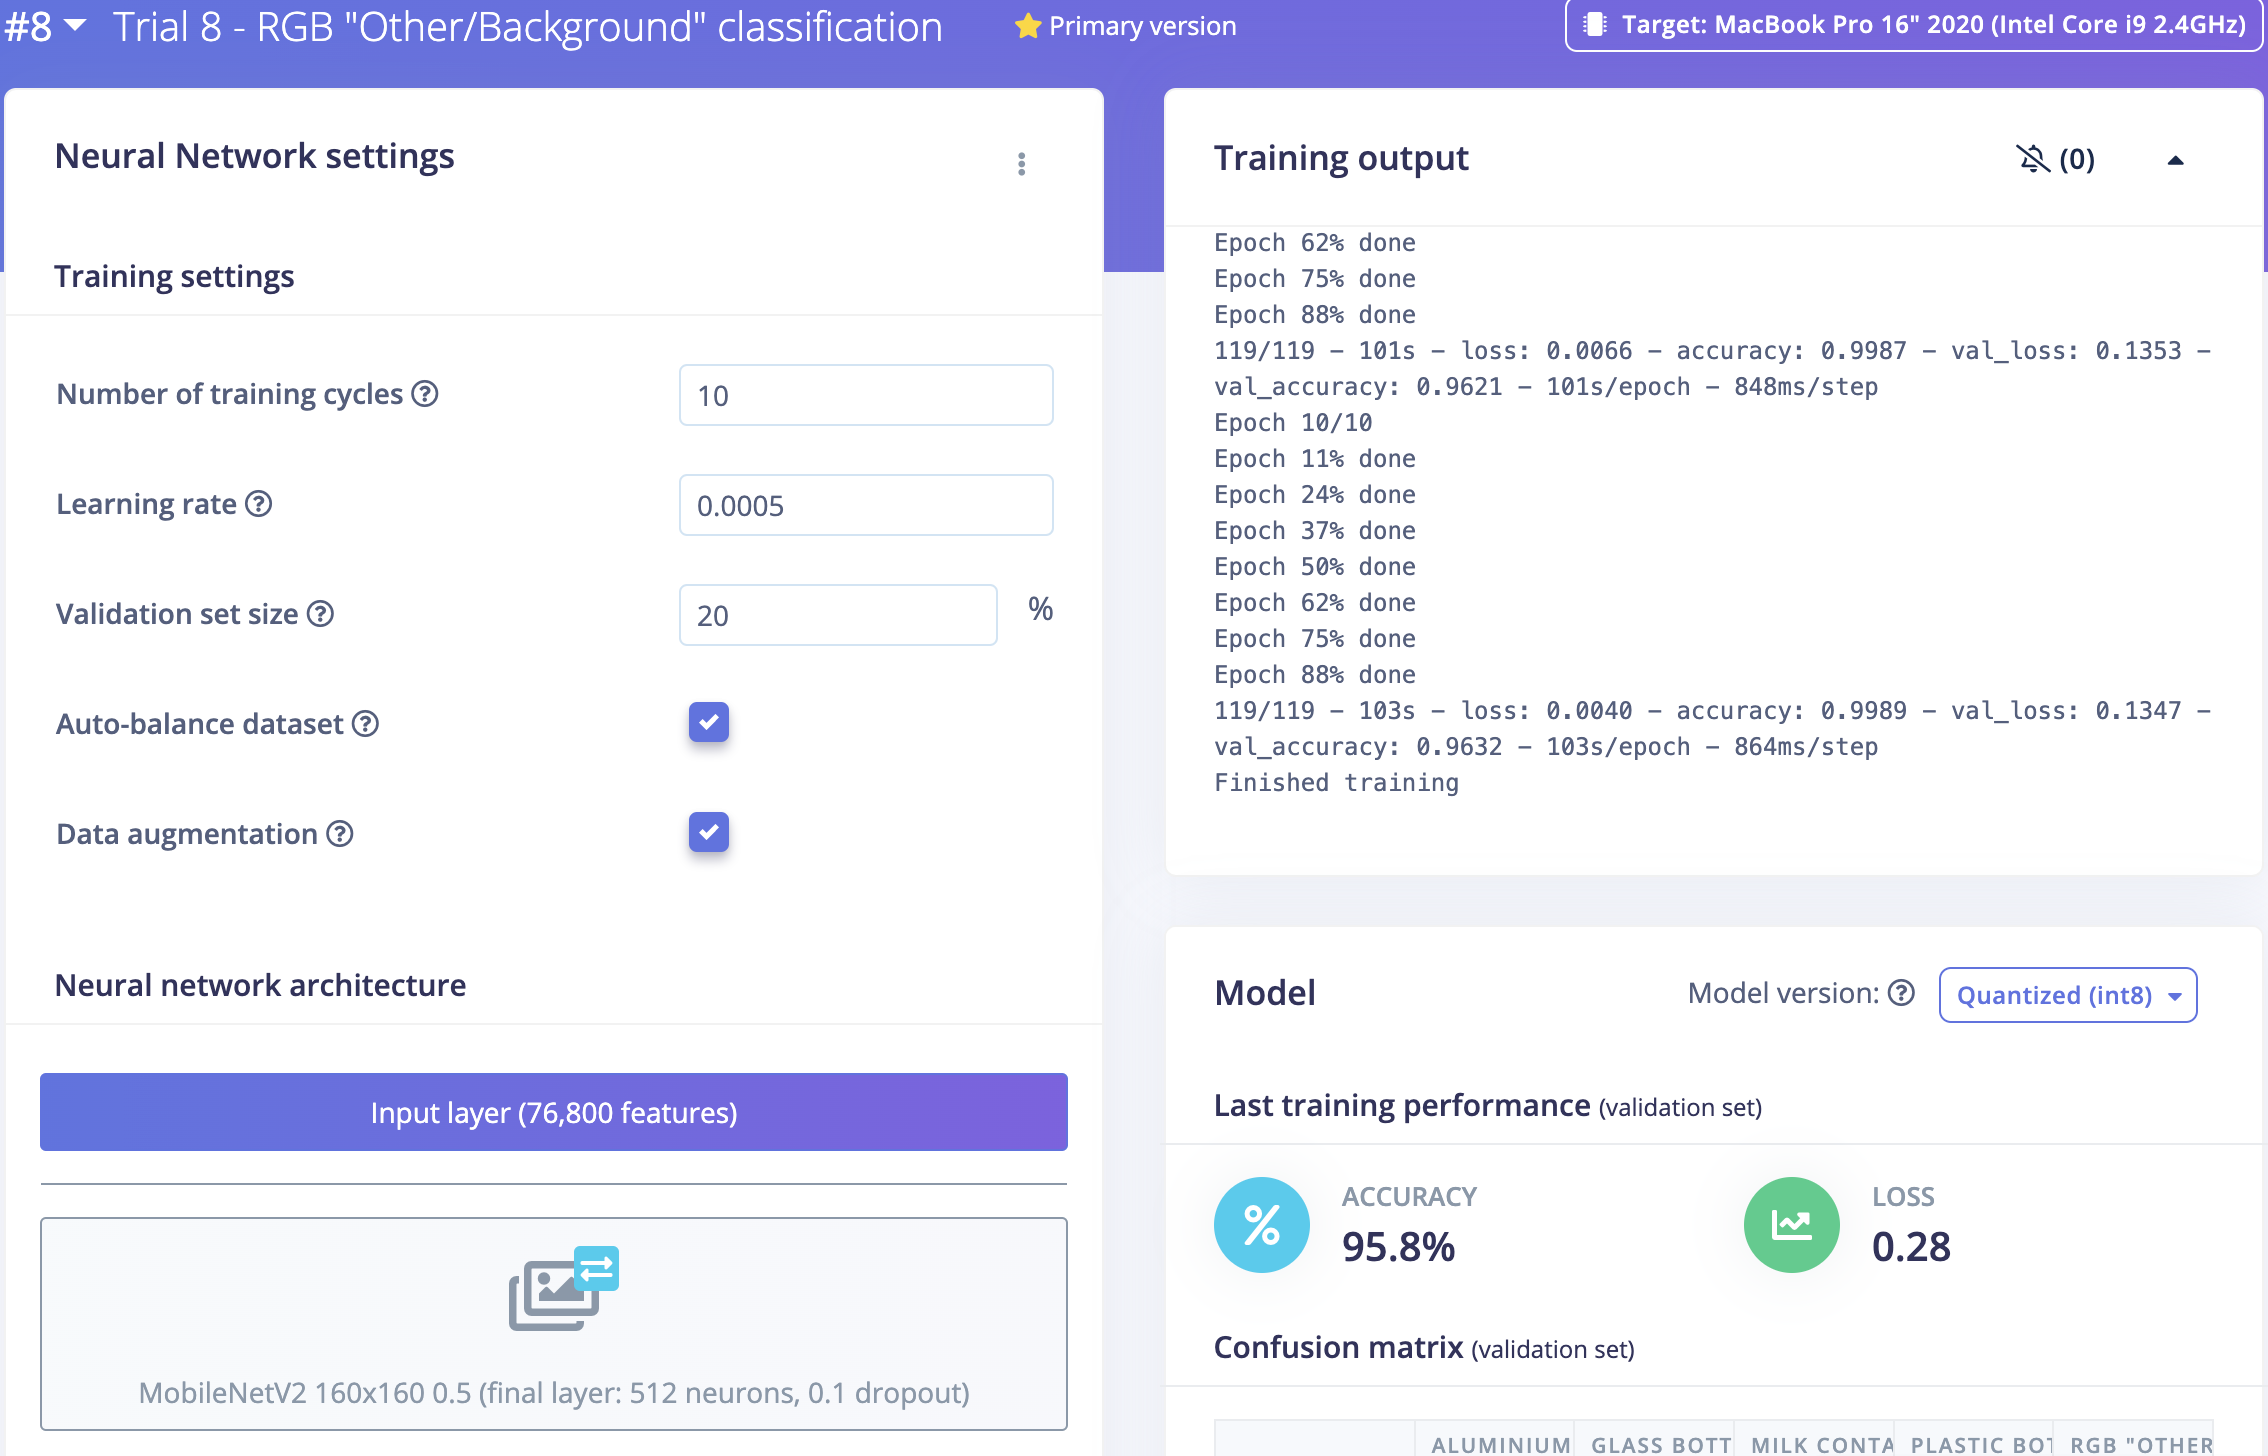 #8 Trial 8 - RGB "Other/Background" classification
Primary version
Target: MacBook Pro 16" 2020 (Intel Core i9 2.4GHz)
Neural Network settings
Training settings
Number of training cycles ?
10
Learning rate ?
0.0005
Validation set size ?
20 %
Auto-balance dataset ?
Data augmentation ?
Neural network architecture
Input layer (76,800 features)
MobileNetV2 160x160 0.5 (final layer: 512 neurons, 0.1 dropout)
Training output
(0)
Epoch 62% done
Epoch 75% done
Epoch 88% done
119/119 - 101s - loss: 0.0066 - accuracy: 0.9987 - val_loss: 0.1353 -
val_accuracy: 0.9621 - 101s/epoch - 848ms/step
Epoch 10/10
Epoch 11% done
Epoch 24% done
Epoch 37% done
Epoch 50% done
Epoch 62% done
Epoch 75% done
Epoch 88% done
119/119 - 103s - loss: 0.0040 - accuracy: 0.9989 - val_loss: 0.1347 -
val_accuracy: 0.9632 - 103s/epoch - 864ms/step
Finished training
Model
Model version: ?
Quantized (int8)
Last training performance (validation set)
%
ACCURACY
95.8%
LOSS
0.28
Confusion matrix (validation set)
ALUMINIUM GLASS BOTT MILK CONTA PLASTIC BOT RGB "OTHER